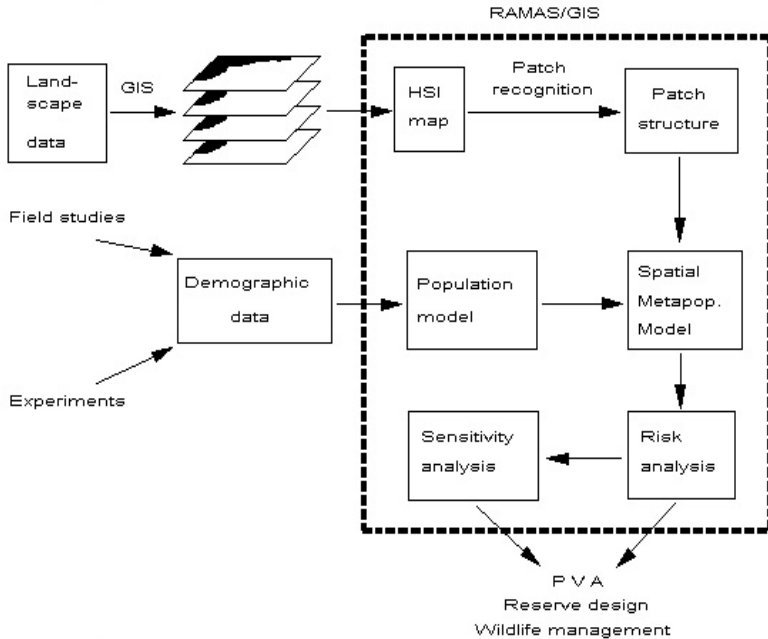 RAMAS/GIS
Land-
scape
data
GIS
HSI
map
Patch
recognition
Patch
structure
Field studies
Demographic
data
Experiments
Population
model
Spatial
Metapop.
Model
Sensitivity
analysis
Risk
analysis
P V A
Reserve design
Wildlife management